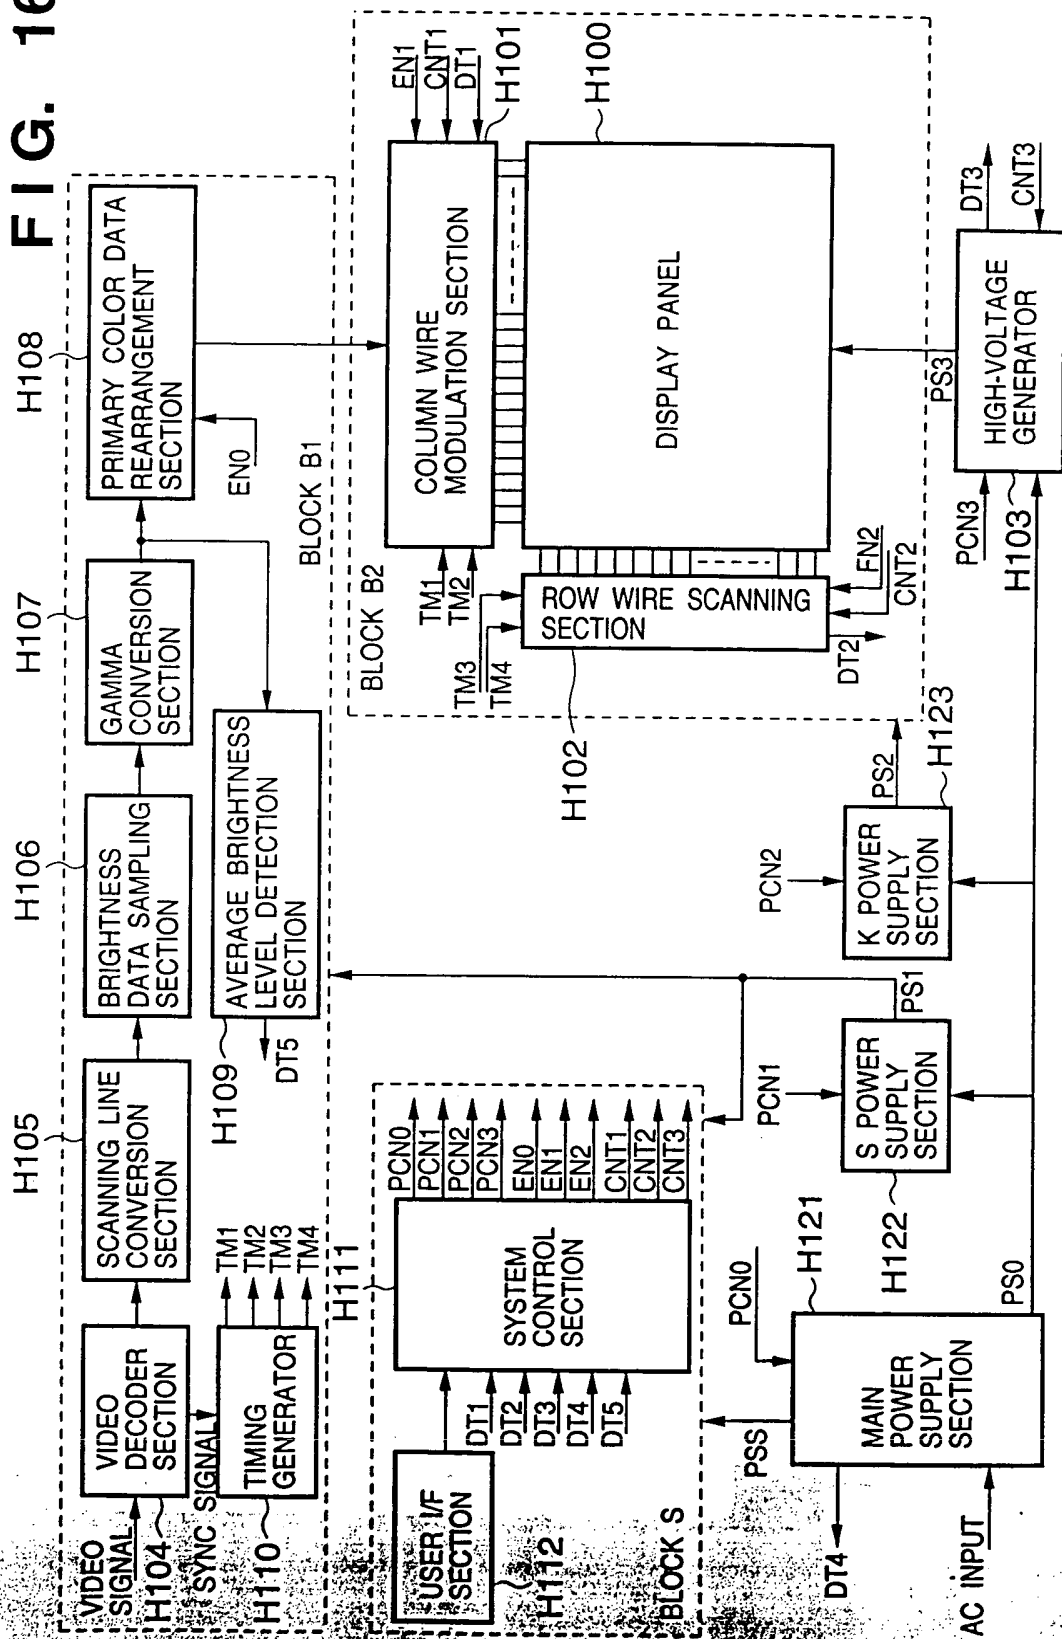 FIG. 16
H105
H106
H107
H108
VIDEO
SIGNAL
VIDEO
DECODER
SECTION
SCANNING LINE
CONVERSION
SECTION
BRIGHTNESS
DATA SAMPLING
SECTION
GAMMA
CONVERSION
SECTION
PRIMARY COLOR DATA
REARRANGEMENT
SECTION
EN0
H104
SYNC SIGNAL
TIMING
GENERATOR
TM1
TM2
TM3
TM4
H110
AVERAGE BRIGHTNESS
LEVEL DETECTION
SECTION
H109
DT5
BLOCK B1
USER I/F
SECTION
H112
H111
SYSTEM
CONTROL
SECTION
DT1
DT2
DT3
DT4
DT5
PCN0
PCN1
PCN2
PCN3
EN0
EN1
EN2
CNT1
CNT2
CNT3
BLOCK S
BLOCK B2
COLUMN WIRE
MODULATION SECTION
EN1
CNT1
DT1
H101
TM1
TM2
DISPLAY PANEL
H100
ROW WIRE SCANNING
SECTION
TM3
TM4
H102
DT2
FN2
CNT2
AC INPUT
DT4
PSS
PCN0
MAIN
POWER
SUPPLY
SECTION
H121
PS0
PCN1
S POWER
SUPPLY
SECTION
H122
PS1
PCN2
K POWER
SUPPLY
SECTION
H123
PS2
PCN3
H103
HIGH-VOLTAGE
GENERATOR
PS3
DT3
CNT3